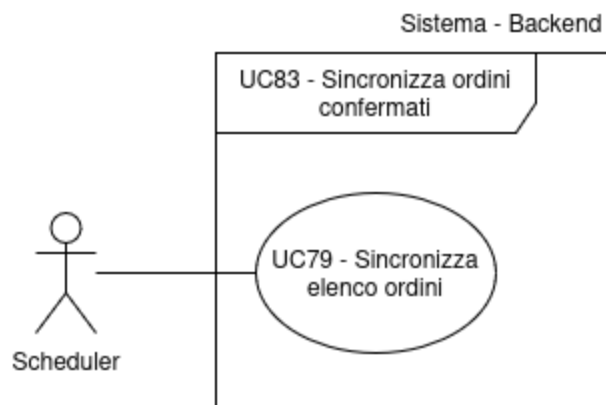 Sistema - Backend
UC83 - Sincronizza ordini
confermati
UC79 - Sincronizza
elenco ordini
Scheduler